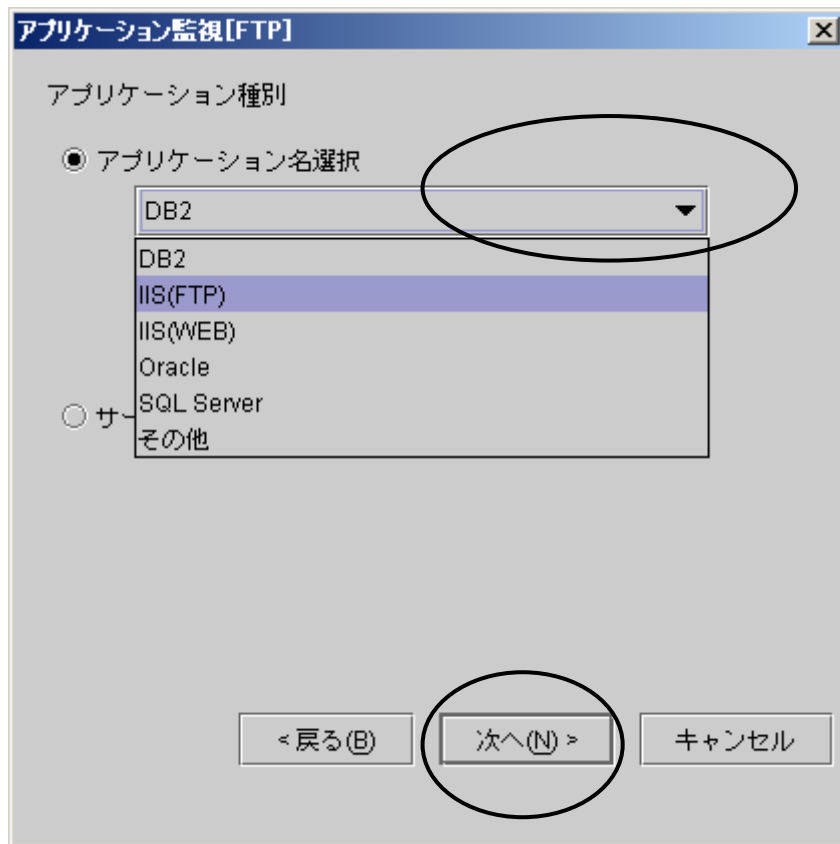 アプリケーション監視[FTP]
アプリケーション種別
アプリケーション名選択
DB2
DB2
IIS(FTP)
IIS(WEB)
Oracle
SQL Server
サー
その他
<戻る(B)
次へ(N) >
キャンセル